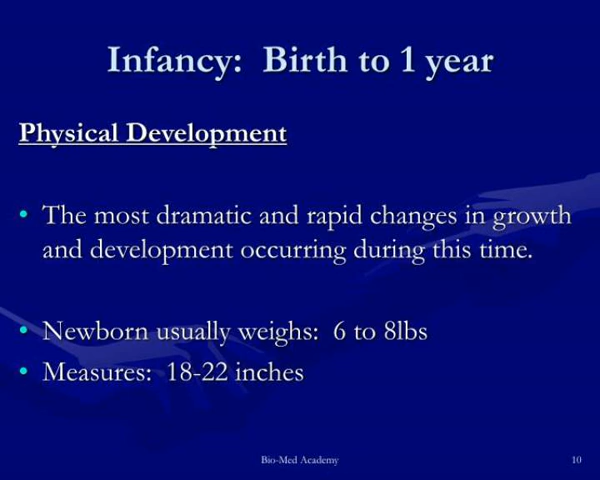 Infancy:  Birth to 1 year
Physical Development
• The most dramatic and rapid changes in growth
and development occurring during this time.
• Newborn usually weighs:  6 to 8lbs
• Measures:  18-22 inches
Bio-Med Academy
10